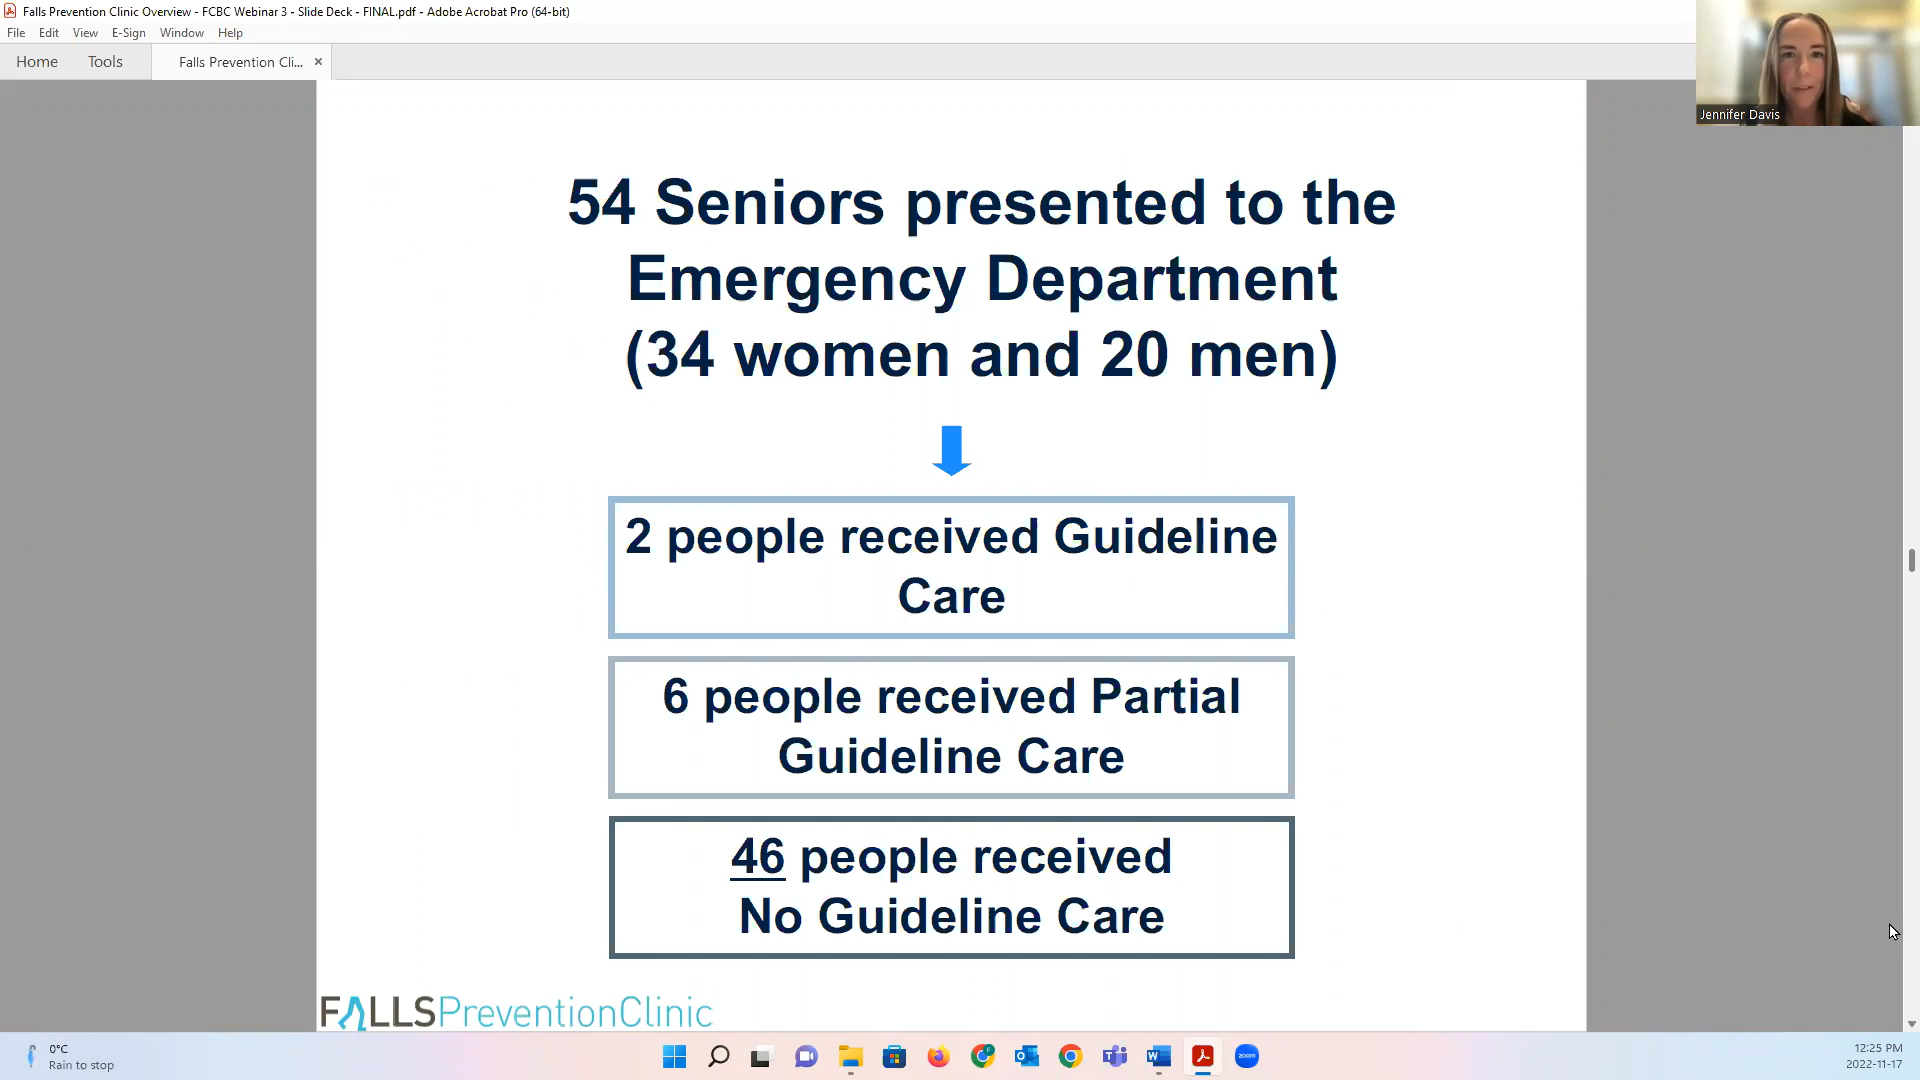 Falls Prevention Clinic Overview - FCBC Webinar 3 - Slide Deck - FINAL.pdf - Adobe Acrobat Pro (64-bit)
File Edit View E-Sign Window Help
Home Tools Falls Prevention Cli... ×
Jennifer Davis
54 Seniors presented to the
Emergency Department
(34 women and 20 men)
2 people received Guideline
Care
6 people received Partial
Guideline Care
46 people received
No Guideline Care
FALLSPreventionClinic
0°C
Rain to stop
zoom
12:25 PM
2022-11-17